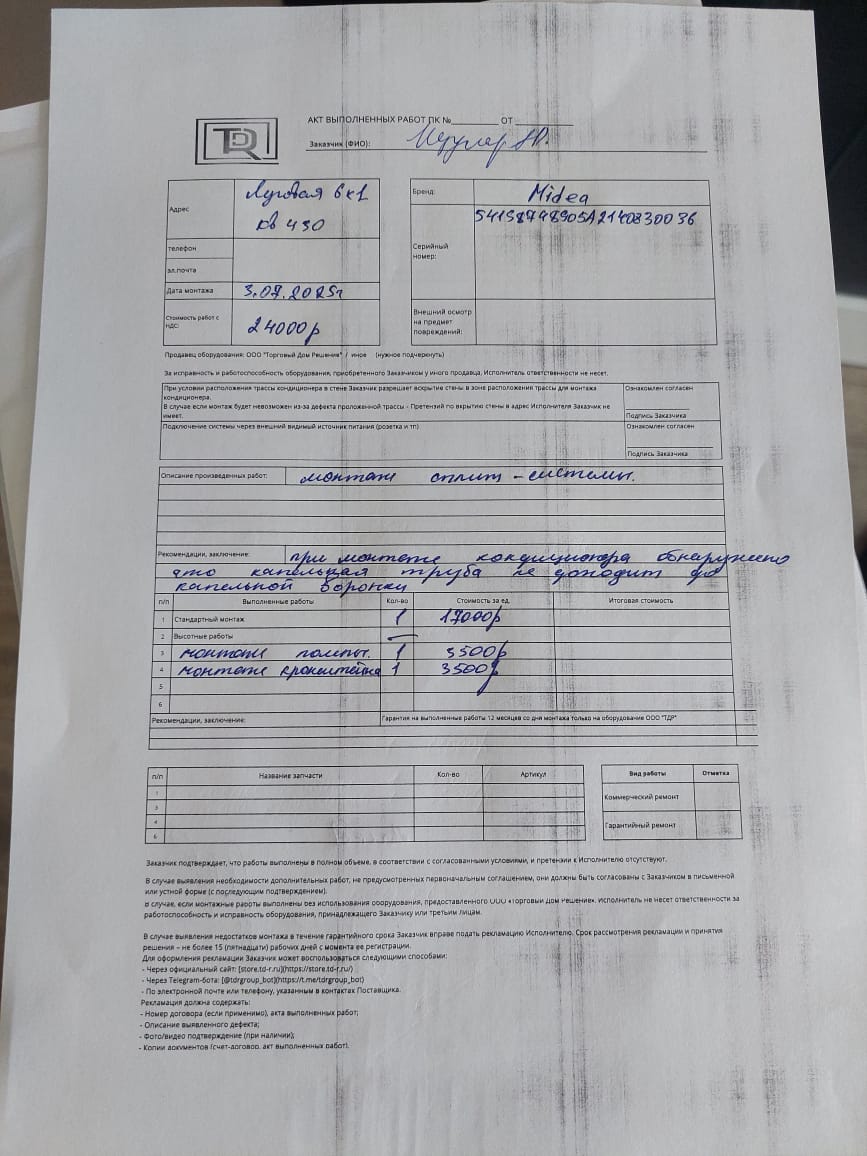 TDR
АКТ ВЫПОЛНЕННЫХ РАБОТ ПК №________ ОТ ________
Заказчик (ФИО):
Адрес Луговая 6к1
кв 430
телефон
эл.почта
Дата монтажа 3.07.2025г
Стоимость работ с НДС: 24000р
Бренд: Midea
Серийный номер: 54158748905A2140830036
Внешний осмотр на предмет повреждений:
Продавец оборудования: ООО "Торговый Дом Решение" / иное (нужное подчеркнуть)
За исправность и работоспособность оборудования, приобретенного Заказчиком у иного продавца, Исполнитель ответственности не несет.
При условии расположения трассы кондиционера в стене Заказчик разрешает вскрытие стены в зоне расположения трассы для монтажа
кондиционера.
В случае если монтаж будет невозможен из-за дефекта проложенной трассы - Претензий по вкрытию стены в адрес Исполнителя Заказчик не
имеет.
Ознакомлен согласен
Подпись Заказчика
Подключение системы через внешний видимый источник питания (розетка и тп)
Ознакомлен согласен
Подпись Заказчика
Описание произведенных работ: монтаж сплит-системы.
Рекомендации, заключение: при монтаже кондиционера обнаружено
что капельная труба не доходит до
капельной воронки
п/п Выполненные работы Кол-во Стоимость за ед. Итоговая стоимость
1 Стандартный монтаж 1 17000р
2 Высотные работы —
3 монтаж помпы. 1 3500р
4 монтаж кронштейна 1 3500р
5
6
Рекомендации, заключение: Гарантия на выполненные работы 12 месяцев со дня монтажа только на оборудование ООО "ТДР"
п/п Название запчасти Кол-во Артикул
1
3
4
6
Вид работы Отметка
Коммерческий ремонт
Гарантийный ремонт
Заказчик подтверждает, что работы выполнены в полном объеме, в соответствии с согласованными условиями, и претензии к Исполнителю отсутствуют.
В случае выявления необходимости дополнительных работ, не предусмотренных первоначальным соглашением, они должны быть согласованы с Заказчиком в письменной
или устной форме (с последующим подтверждением).
В случае, если монтажные работы выполнены без использования оборудования, предоставленного ООО «Торговый Дом Решение», Исполнитель не несет ответственности за
работоспособность и исправность оборудования, принадлежащего Заказчику или третьим лицам.
В случае выявления недостатков монтажа в течение гарантийного срока Заказчик вправе подать рекламацию Исполнителю. Срок рассмотрения рекламации и принятия
решения – не более 15 (пятнадцати) рабочих дней с момента ее регистрации.
Для оформления рекламации Заказчик может воспользоваться следующими способами:
- Через официальный сайт: [store.td-r.ru](https://store.td-r.ru/)
- Через Telegram-бота: [@tdrgroup_bot](https://t.me/tdrgroup_bot)
- По электронной почте или телефону, указанным в контактах Поставщика.
Рекламация должна содержать:
- Номер договора (если применимо), акта выполненных работ;
- Описание выявленного дефекта;
- Фото/видео подтверждение (при наличии);
- Копии документов (счет-договор, акт выполненных работ).